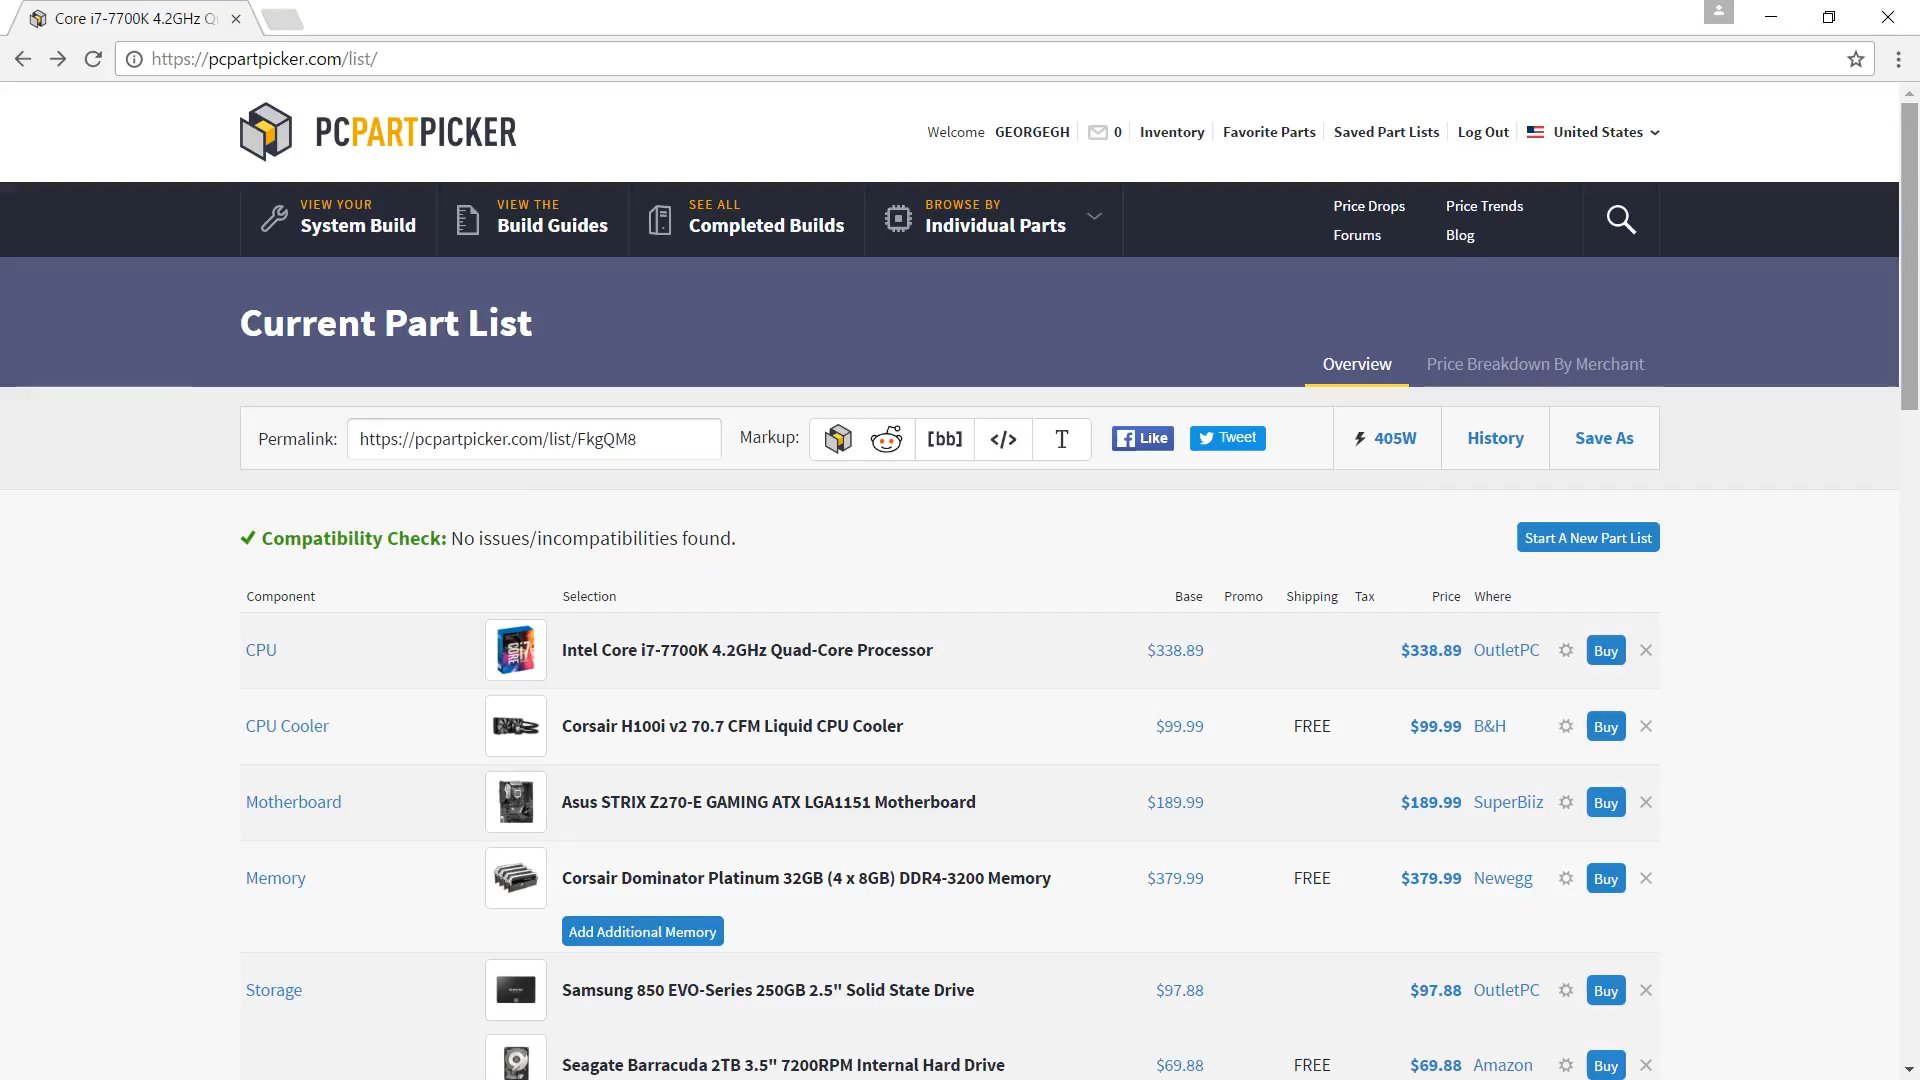 Core i7-7700K 4.2GHz Qu
https://pcpartpicker.com/list/
PCPARTPICKER
Welcome GEORGEGH 0 Inventory Favorite Parts Saved Part Lists Log Out United States
VIEW YOUR
System Build
VIEW THE
Build Guides
SEE ALL
Completed Builds
BROWSE BY
Individual Parts
Price Drops Price Trends
Forums Blog
Current Part List
Overview Price Breakdown By Merchant
Permalink: https://pcpartpicker.com/list/FkgQM8 Markup: [bb] </> T Like Tweet 405W History Save As
Compatibility Check: No issues/incompatibilities found. Start A New Part List
Component Selection Base Promo Shipping Tax Price Where
CPU Intel Core i7-7700K 4.2GHz Quad-Core Processor $338.89 $338.89 OutletPC Buy
CPU Cooler Corsair H100i v2 70.7 CFM Liquid CPU Cooler $99.99 FREE $99.99 B&H Buy
Motherboard Asus STRIX Z270-E GAMING ATX LGA1151 Motherboard $189.99 $189.99 SuperBiiz Buy
Memory Corsair Dominator Platinum 32GB (4 x 8GB) DDR4-3200 Memory $379.99 FREE $379.99 Newegg Buy
Add Additional Memory
Storage Samsung 850 EVO-Series 250GB 2.5" Solid State Drive $97.88 $97.88 OutletPC Buy
Seagate Barracuda 2TB 3.5" 7200RPM Internal Hard Drive $69.88 FREE $69.88 Amazon Buy